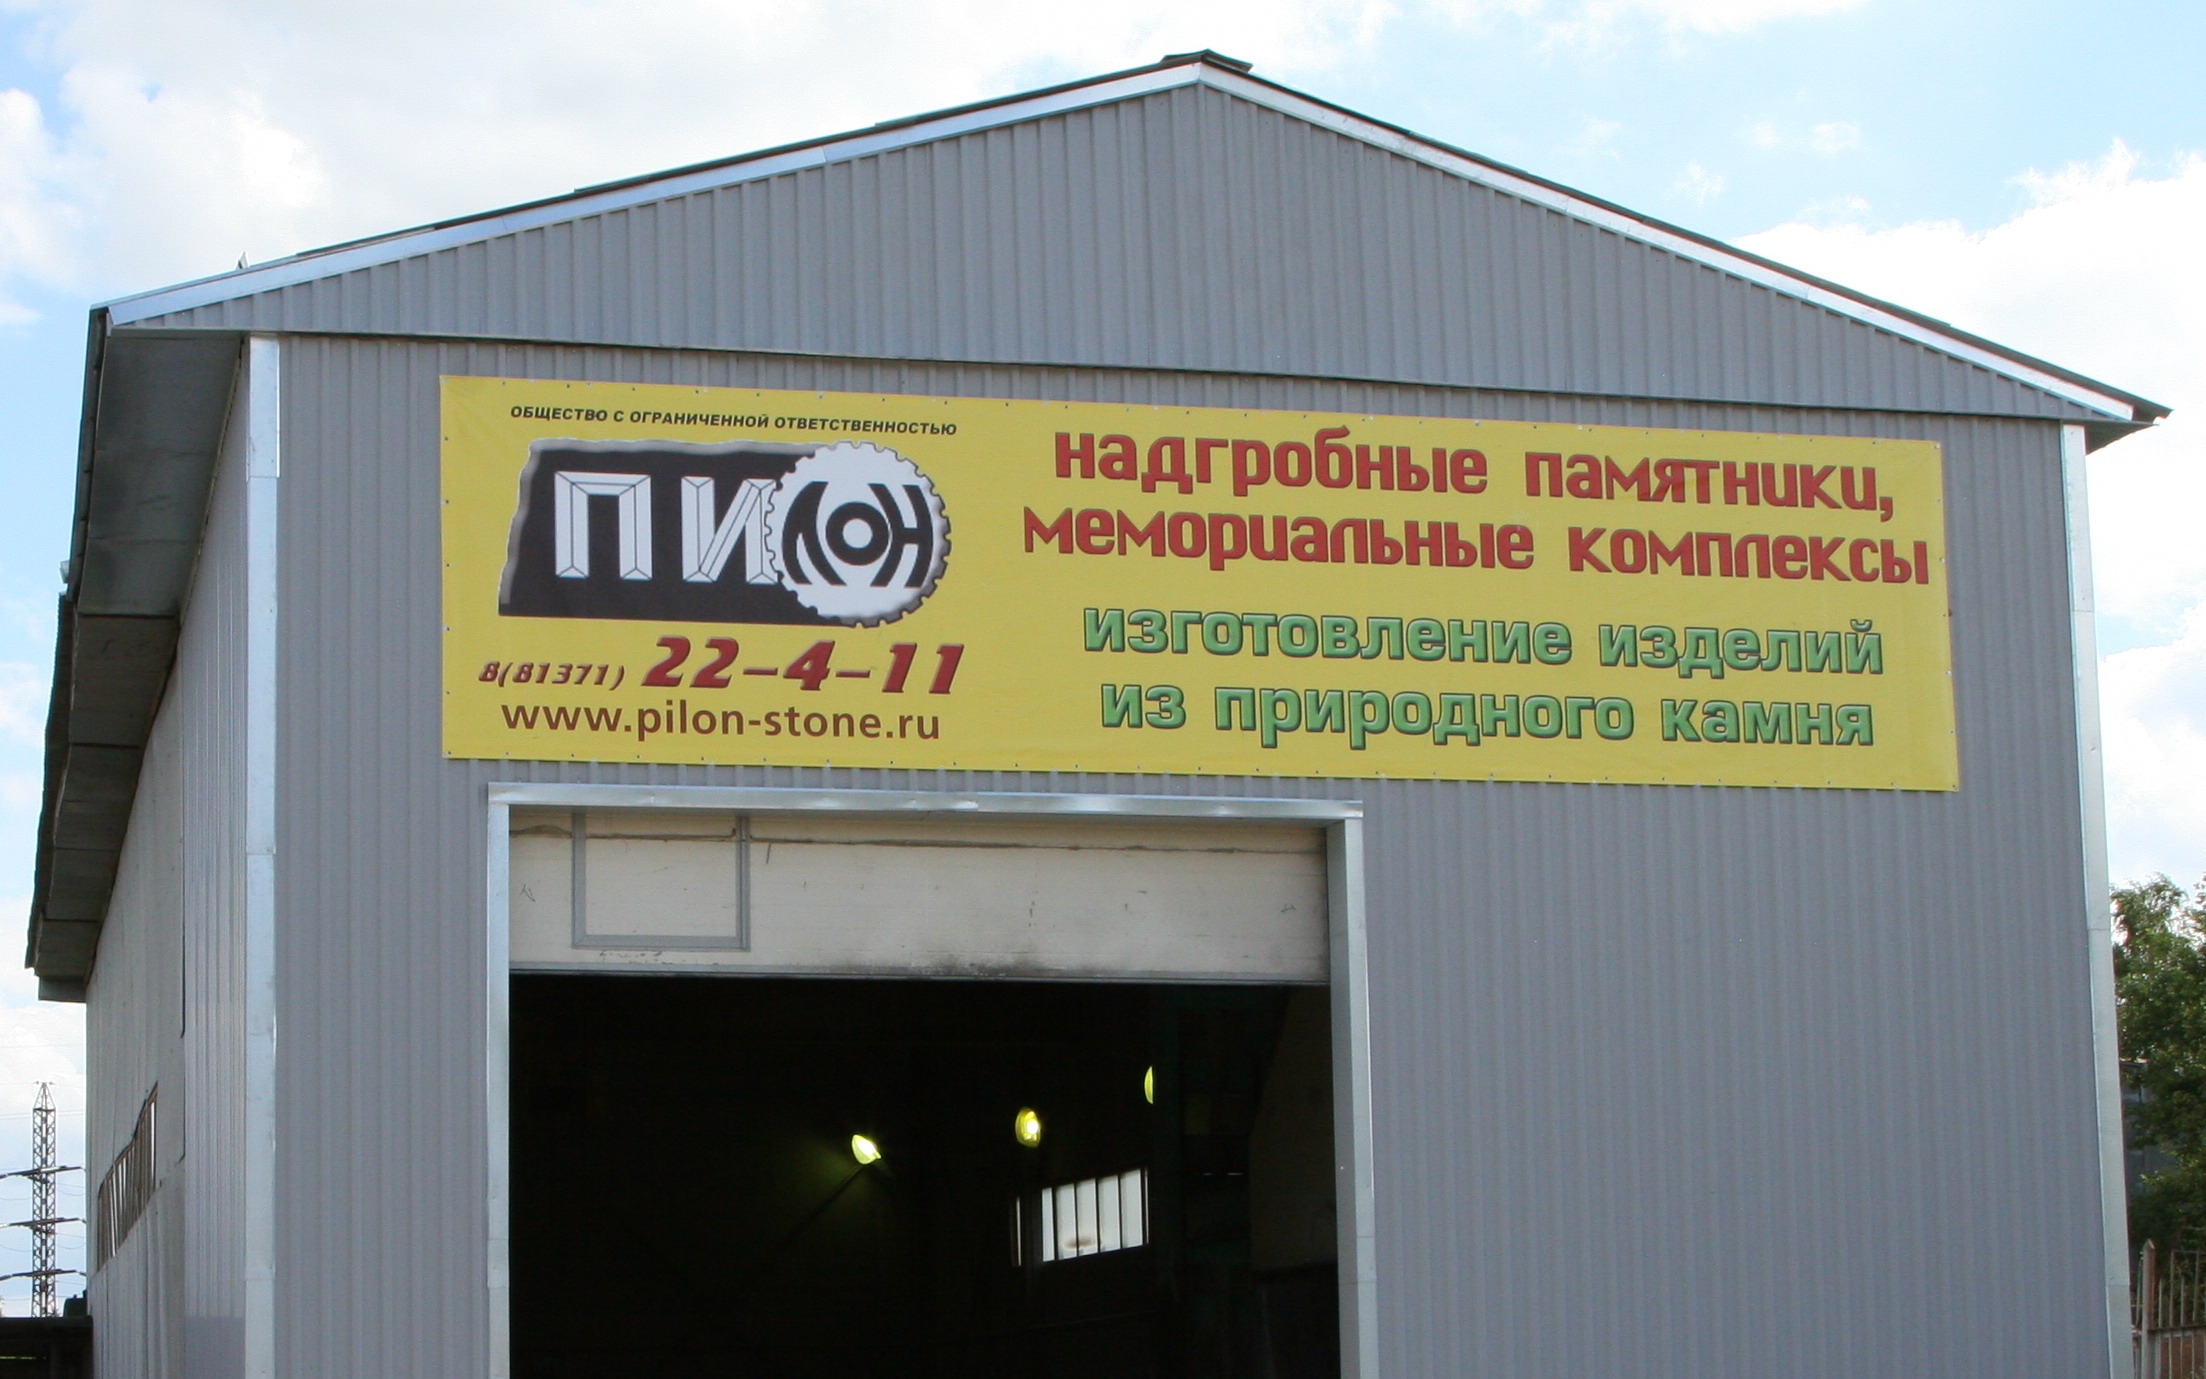 ОБЩЕСТВО С ОГРАНИЧЕННОЙ ОТВЕТСТВЕННОСТЬЮ
ПИЛОН
8(81371) 22-4-11
www.pilon-stone.ru
надгробные памятники,
мемориальные комплексы
изготовление изделий
из природного камня